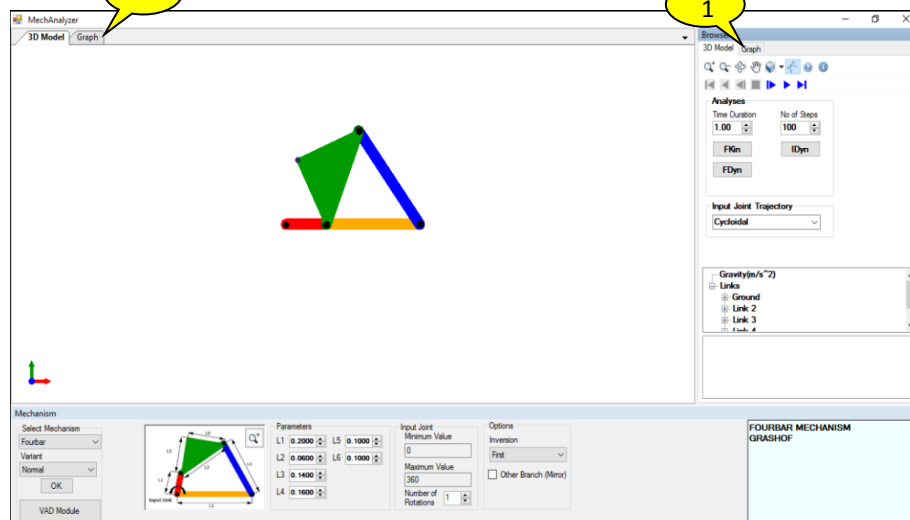 1
MechAnalyzer
3D Model Graph
Browse
3D Model Graph
Analyses
Time Duration No of Steps
1.00 100
FKin IDyn
FDyn
Input Joint Trajectory
Cycloidal
Gravity(m/s^2)
Links
Ground
Link 2
Link 3
Link 4
Mechanism
Select Mechanism
Fourbar
Variant
Normal
OK
VAD Module
L6
L5
L3
L4
L2
Input Link
L1
Parameters
L1 0.2000 L5 0.1000
L2 0.0600 L6 0.1000
L3 0.1400
L4 0.1600
Input Joint
Minimum Value
0
Maximum Value
360
Number of
Rotations 1
Options
Inversion
First
Other Branch (Mirror)
FOURBAR MECHANISM
GRASHOF